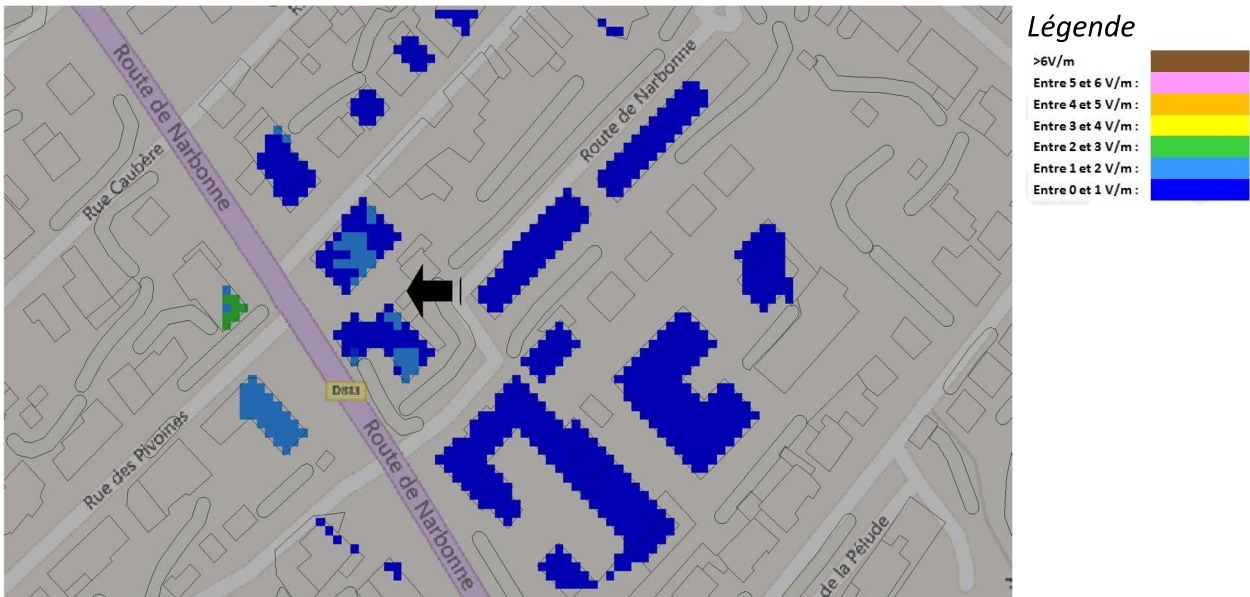 Légende
>6V/m
Entre 5 et 6 V/m :
Entre 4 et 5 V/m :
Entre 3 et 4 V/m :
Entre 2 et 3 V/m :
Entre 1 et 2 V/m :
Entre 0 et 1 V/m :
Route de Narbonne
Route de Narbonne
Rue Caubère
D813
Rue des Pivoines
Route de Narbonne
de la Pélude